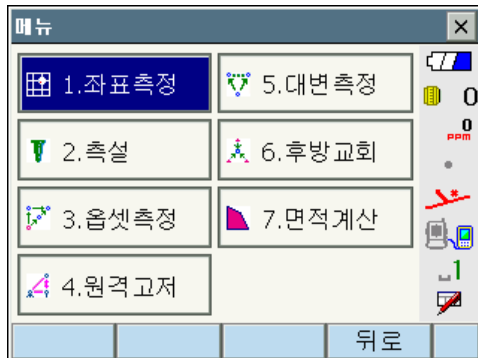 메뉴
1.좌표측정
5.대변측정
0
2.측설
6.후방교회
0
PPM
3.옵셋측정
7.면적계산
4.원격고저
1
뒤로